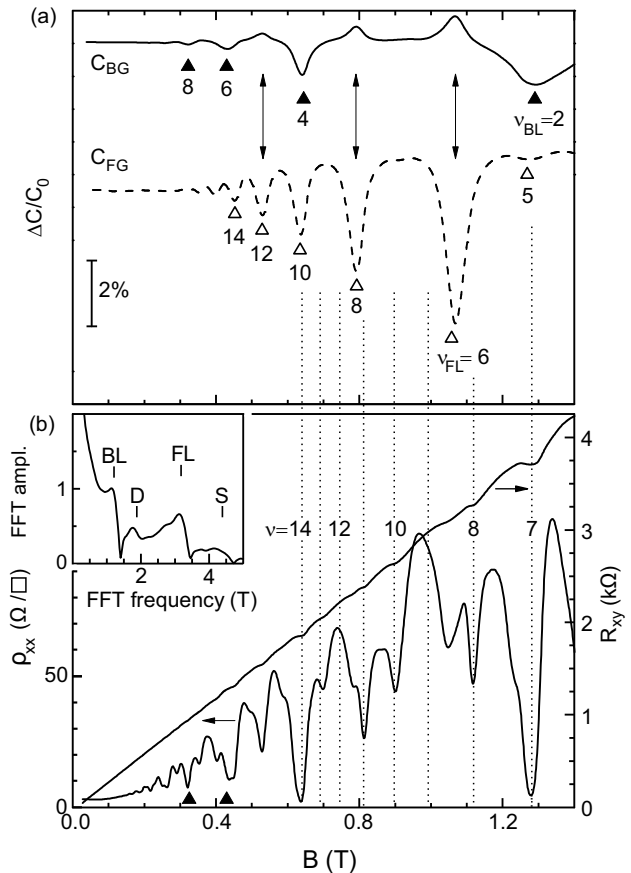 (a)
C_BG
8
6
4
ν_BL=2
C_FG
14
12
10
8
ν_FL= 6
5
2%
ΔC/C_0
(b)
BL
D
FL
S
FFT ampl.
1
0
2
4
FFT frequency (T)
ν=14
12
10
8
7
ρ_xx (Ω /□)
50
0
R_xy (kΩ)
4
3
2
1
0
0.0
0.4
0.8
1.2
B (T)